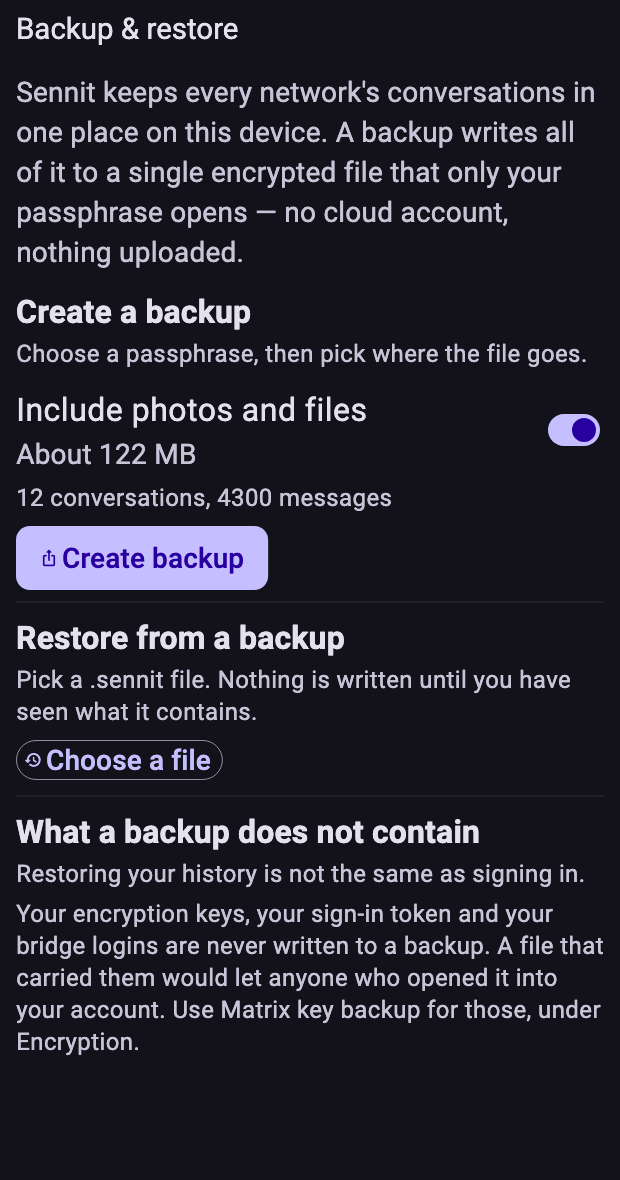 Backup & restore
Sennit keeps every network's conversations in
one place on this device. A backup writes all
of it to a single encrypted file that only your
passphrase opens — no cloud account,
nothing uploaded.
Create a backup
Choose a passphrase, then pick where the file goes.
Include photos and files
About 122 MB
12 conversations, 4300 messages
Create backup
Restore from a backup
Pick a .sennit file. Nothing is written until you have
seen what it contains.
Choose a file
What a backup does not contain
Restoring your history is not the same as signing in.
Your encryption keys, your sign-in token and your
bridge logins are never written to a backup. A file that
carried them would let anyone who opened it into
your account. Use Matrix key backup for those, under
Encryption.